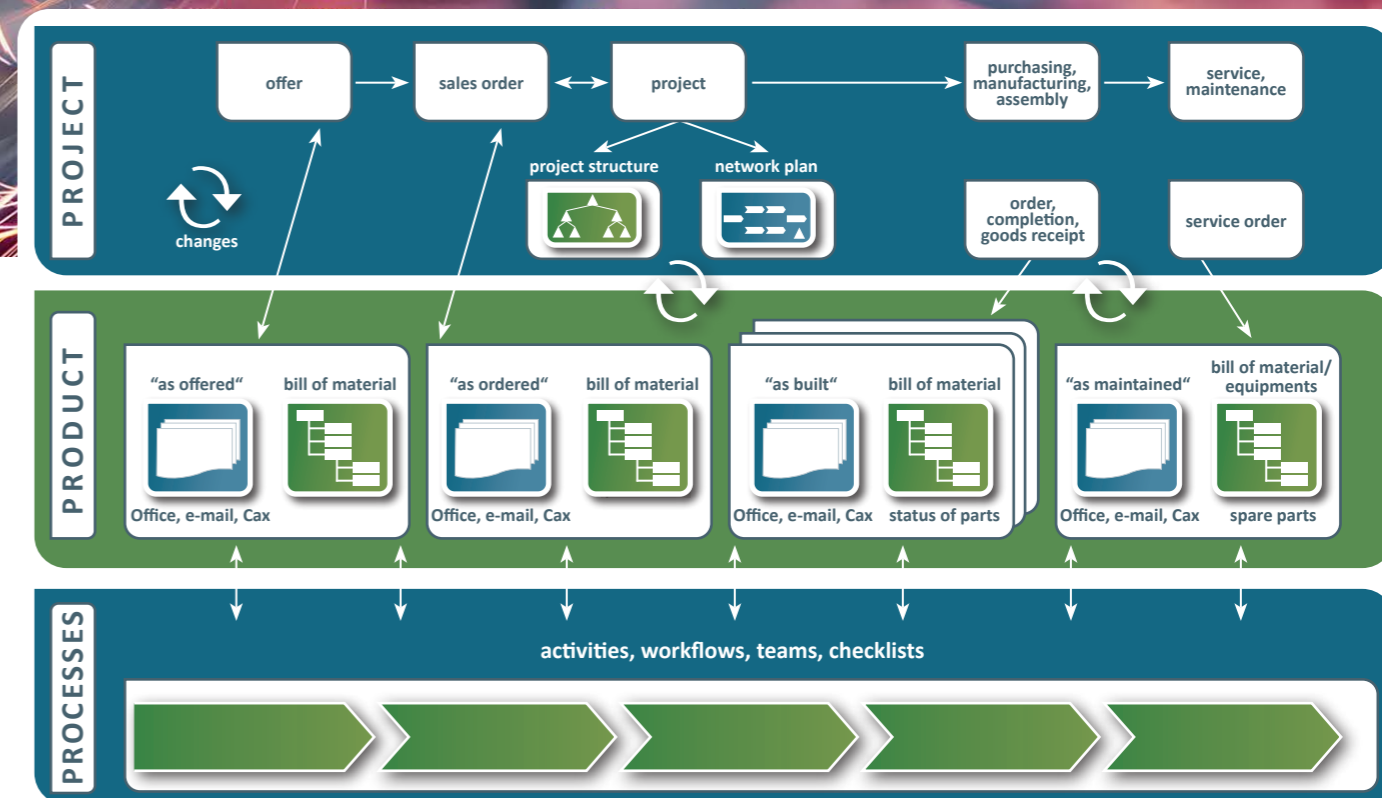 PROJECT
offer
sales order
project
purchasing,
manufacturing,
assembly
service,
maintenance
project structure
network plan
changes
order,
completion,
goods receipt
service order
PRODUCT
“as offered“
bill of material
Office, e-mail, Cax
“as ordered“
bill of material
Office, e-mail, Cax
“as built“
bill of material
Office, e-mail, Cax
status of parts
“as maintained“
bill of material/
equipments
Office, e-mail, Cax
spare parts
PROCESSES
activities, workflows, teams, checklists